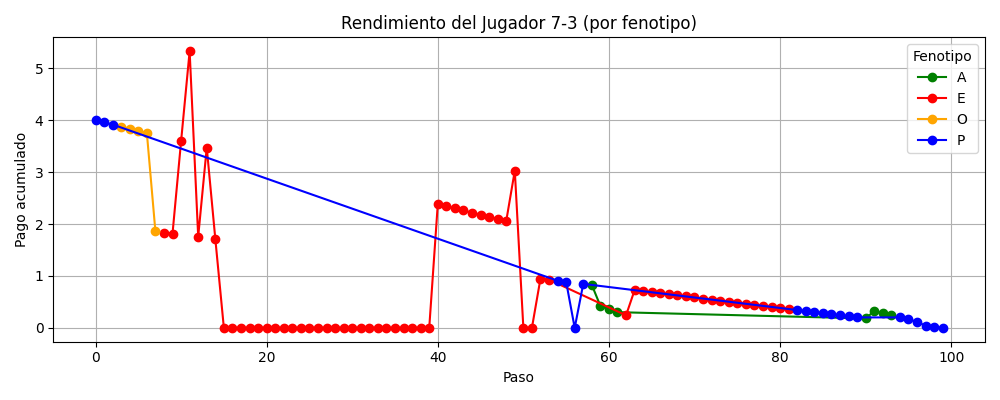 Rendimiento del Jugador 7-3 (por fenotipo)
Pago acumulado
5
4
3
2
1
0
Fenotipo
A
E
O
P
0 20 40 60 80 100
Paso